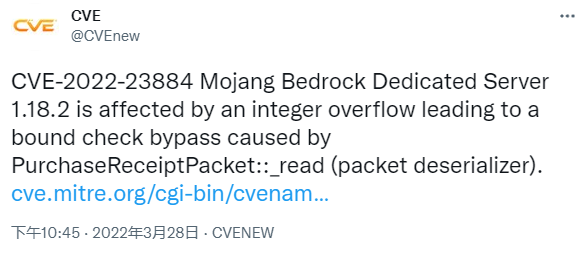 CVE
CVE
@CVEnew
CVE-2022-23884 Mojang Bedrock Dedicated Server
1.18.2 is affected by an integer overflow leading to a
bound check bypass caused by
PurchaseReceiptPacket::_read (packet deserializer).
cve.mitre.org/cgi-bin/cvenam…
下午10:45 · 2022年3月28日 · CVENEW